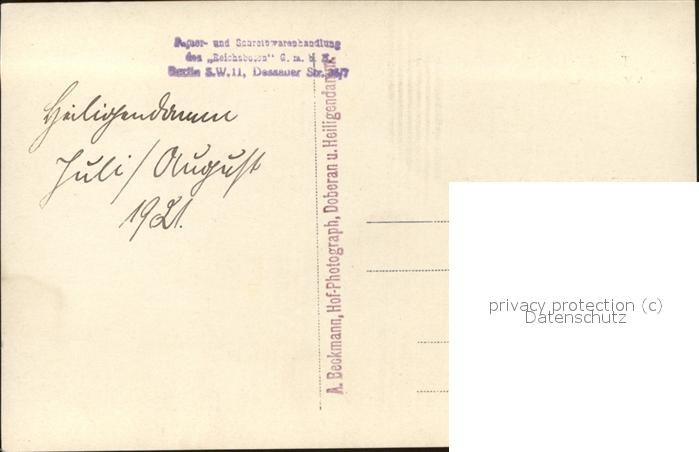 Papier- und Schreibwarenhandlung
des „Reichsboten" G. m. b. H.
Berlin S.W.11, Dessauer Str. 36/7
Heiligendamm
Juli/August
1921.
A. Beckmann, Hof-Photograph, Doberan u. Heiligendamm.
privacy protection (c)
Datenschutz